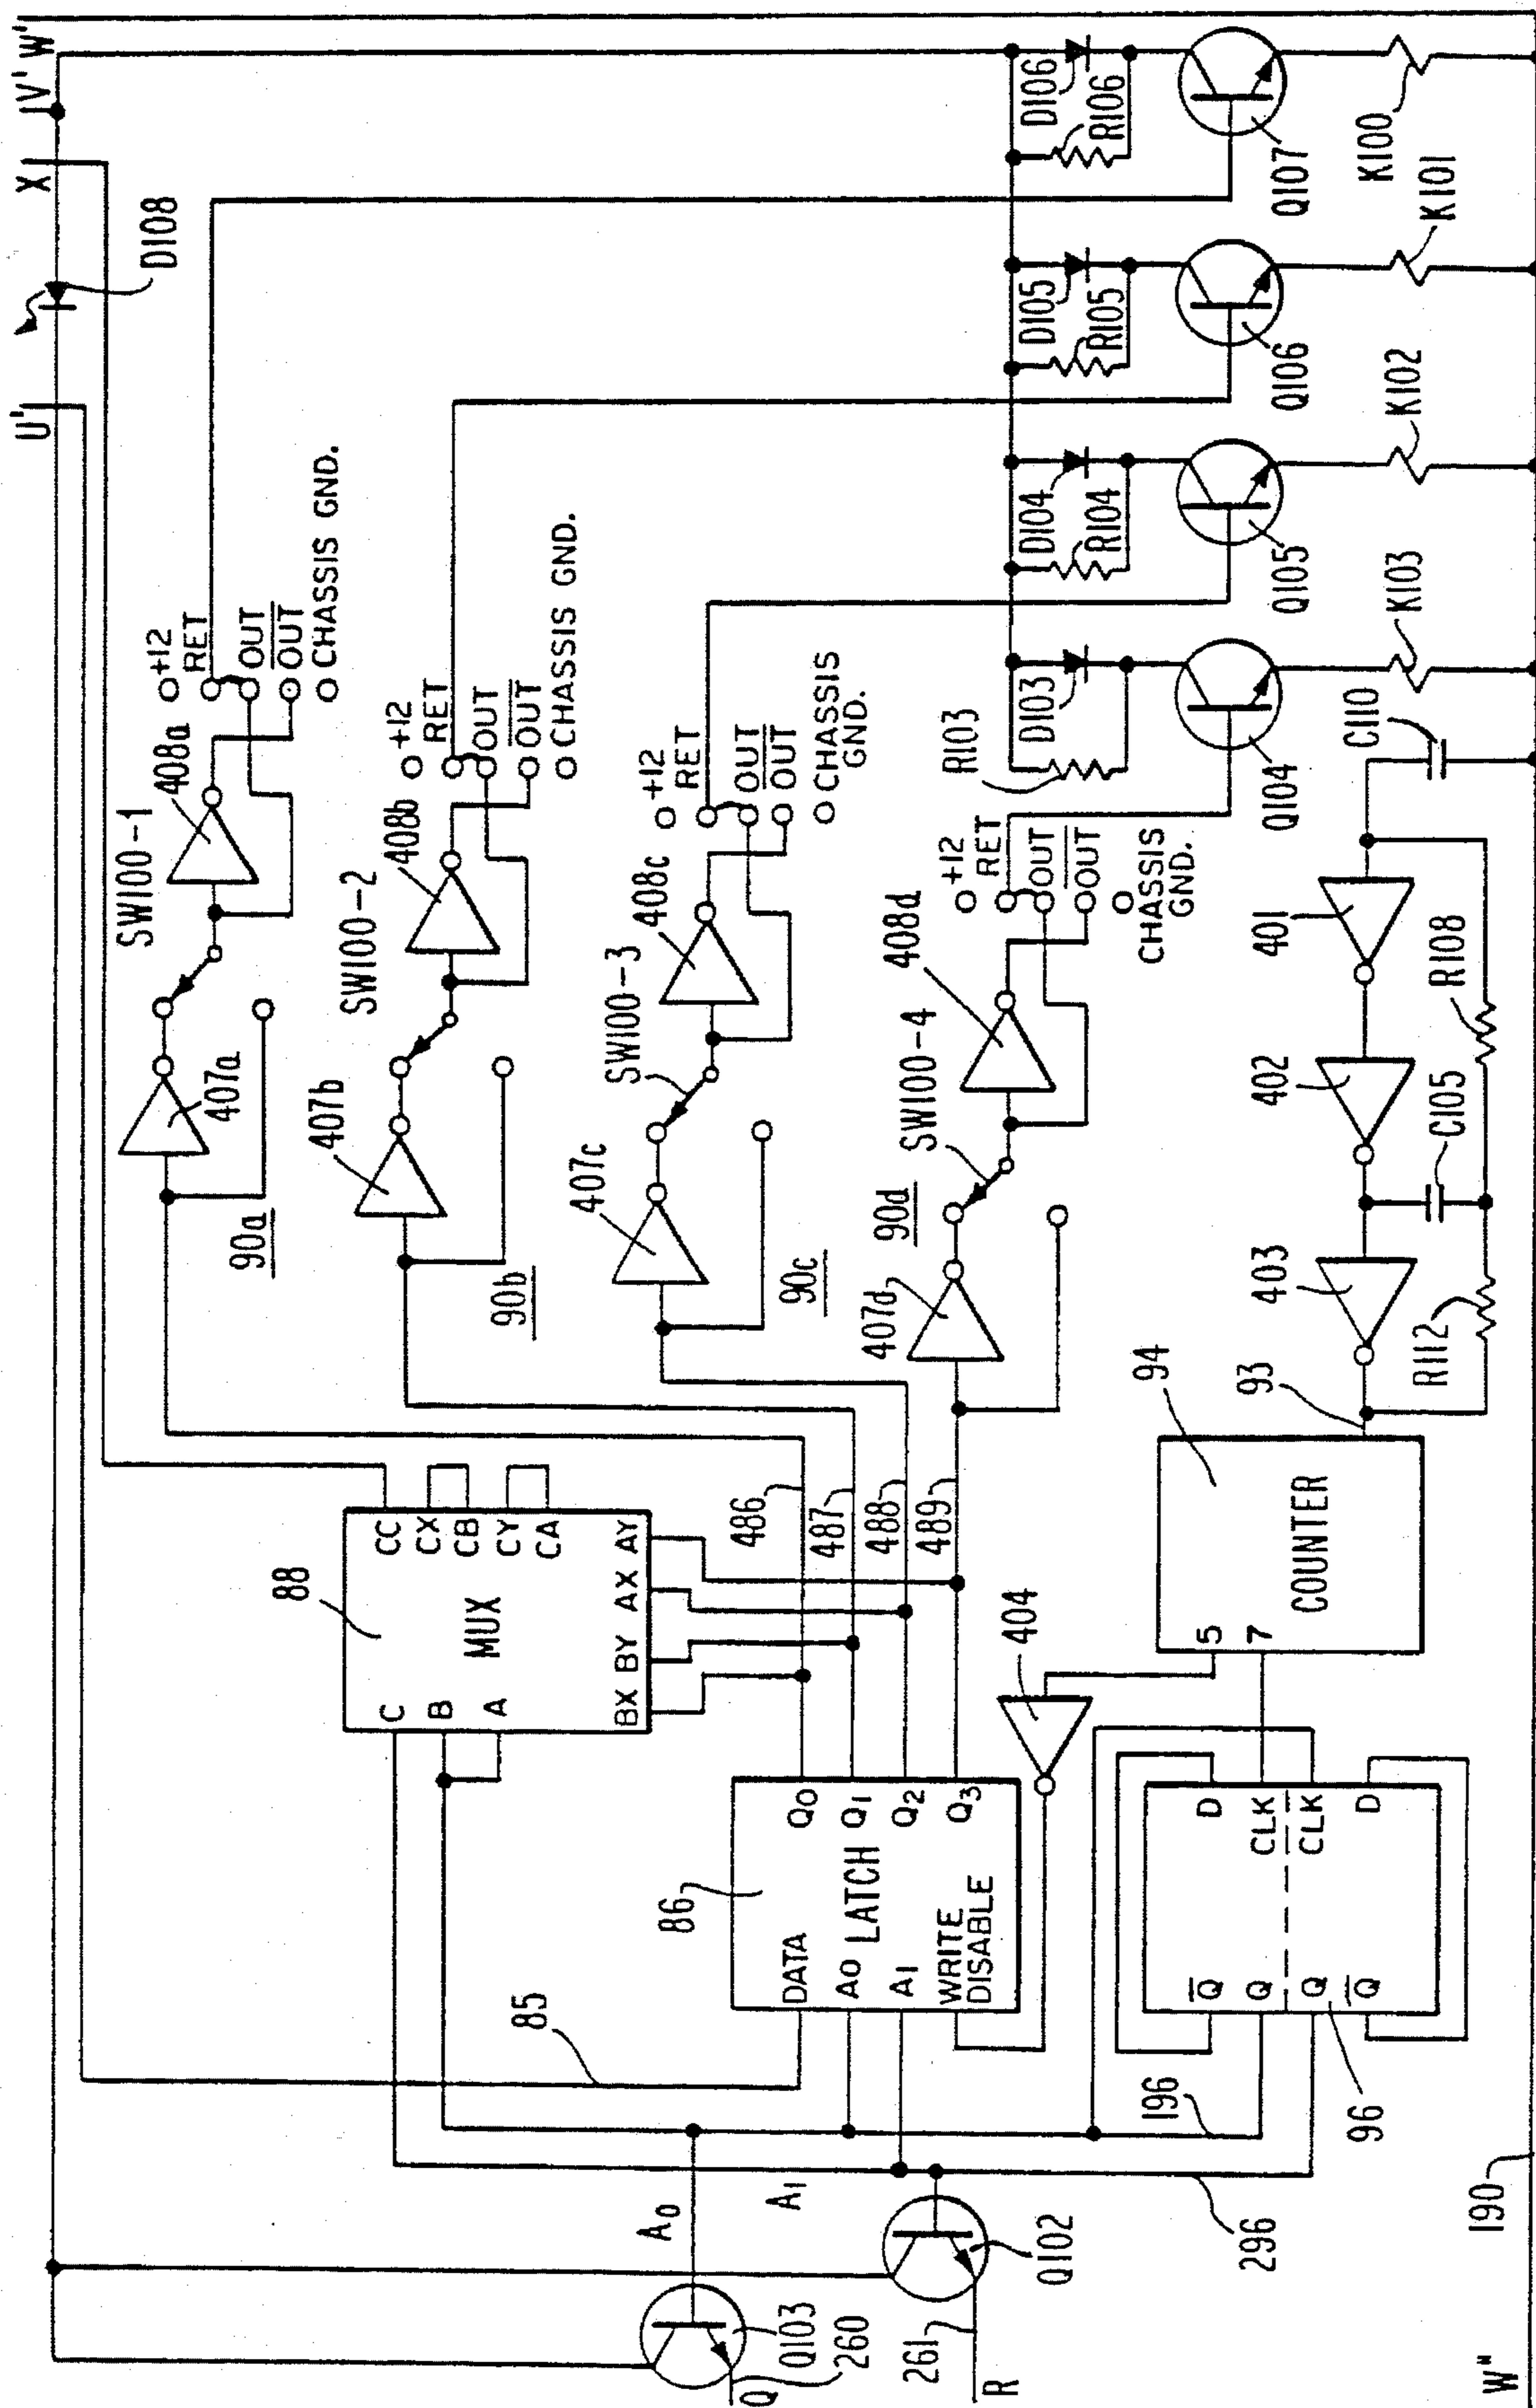 U'
X
V'
W'
D108
SW100-1
408a
407a
90a
+12
RET
OUT
OUT
CHASSIS GND.
SW100-2
408b
407b
90b
+12
RET
OUT
OUT
CHASSIS GND.
SW100-3
408c
407c
90c
+12
RET
OUT
OUT
CHASSIS
GND.
SW100-4
408d
407d
90d
+12
RET
OUT
OUT
CHASSIS
GND.
88
MUX
C
B
A
CC
CX
CB
CY
CA
BX BY AX AY
486
487
488
489
85
86
LATCH
DATA
A0
A1
WRITE
DISABLE
Q0
Q1
Q2
Q3
404
A0
A1
Q103
260
Q
Q102
261
R
196
296
96
Q
Q
Q
Q
D
CLK
CLK
D
94
COUNTER
5
7
93
403
402
401
R112
C105
R108
C110
R103
D103
Q104
K103
D104
R104
Q105
K102
D105
R105
Q106
K101
D106
R106
Q107
K100
190
W"